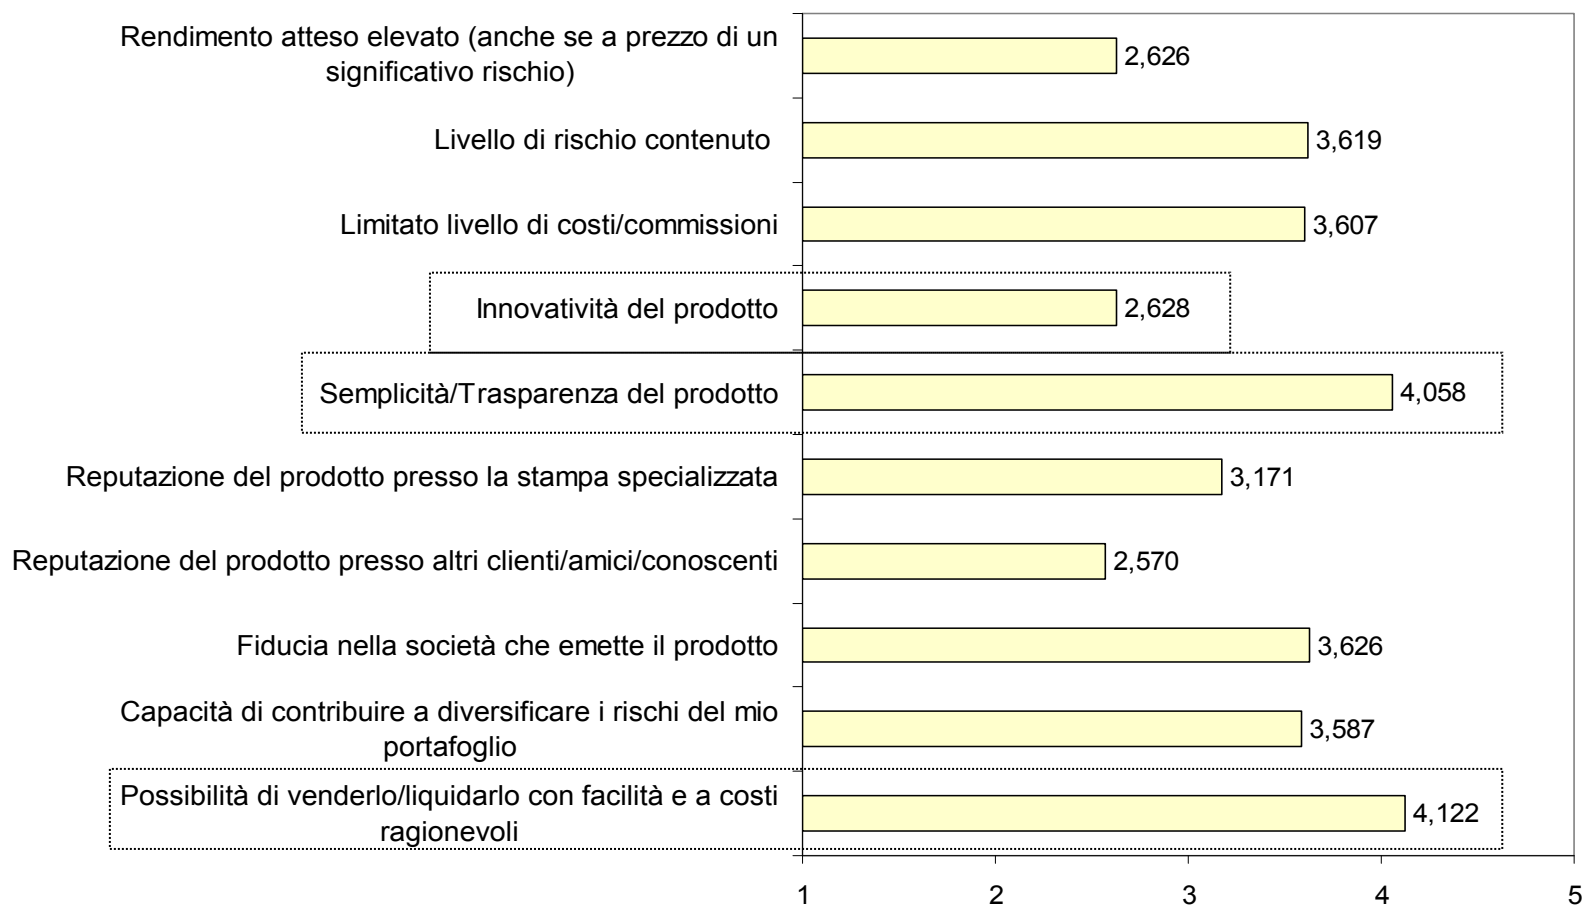 Rendimento atteso elevato (anche se a prezzo di un
significativo rischio)
2,626
Livello di rischio contenuto
3,619
Limitato livello di costi/commissioni
3,607
Innovatività del prodotto
2,628
Semplicità/Trasparenza del prodotto
4,058
Reputazione del prodotto presso la stampa specializzata
3,171
Reputazione del prodotto presso altri clienti/amici/conoscenti
2,570
Fiducia nella società che emette il prodotto
3,626
Capacità di contribuire a diversificare i rischi del mio
portafoglio
3,587
Possibilità di venderlo/liquidarlo con facilità e a costi
ragionevoli
4,122
1 2 3 4 5